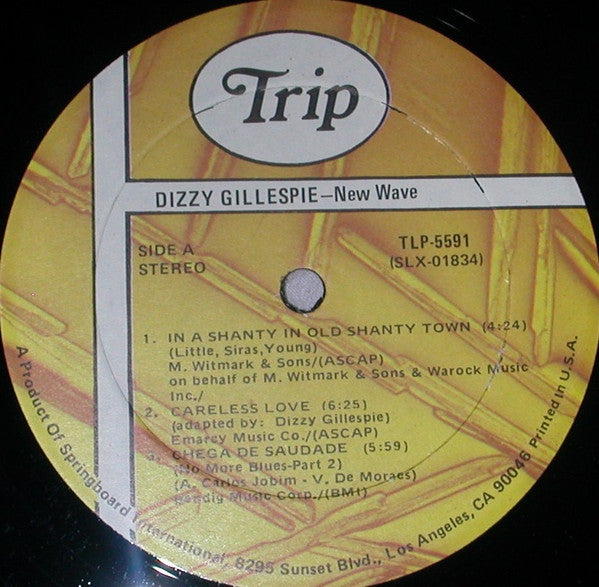 Trip
DIZZY GILLESPIE—New Wave
SIDE A
STEREO
TLP-5591
(SLX-01834)
1. IN A SHANTY IN OLD SHANTY TOWN (4:24)
(Little, Siras,Young)
M. Witmark & Sons/(ASCAP)
on behalf of M. Witmark & Sons & Warock Music
Inc./
2. CARELESS LOVE (6:25)
(adapted by: Dizzy Gillespie)
Emarcy Music Co./(ASCAP)
3. CHEGA DE SAUDADE (5:59)
(No More Blues-Part 2)
(A. Carlos Jobim - V. De Moraes)
Music Corp./(BMI)
A Product Of Springboard International, 8295 Sunset Blvd., Los Angeles, CA 90046 Printed in U.S.A.